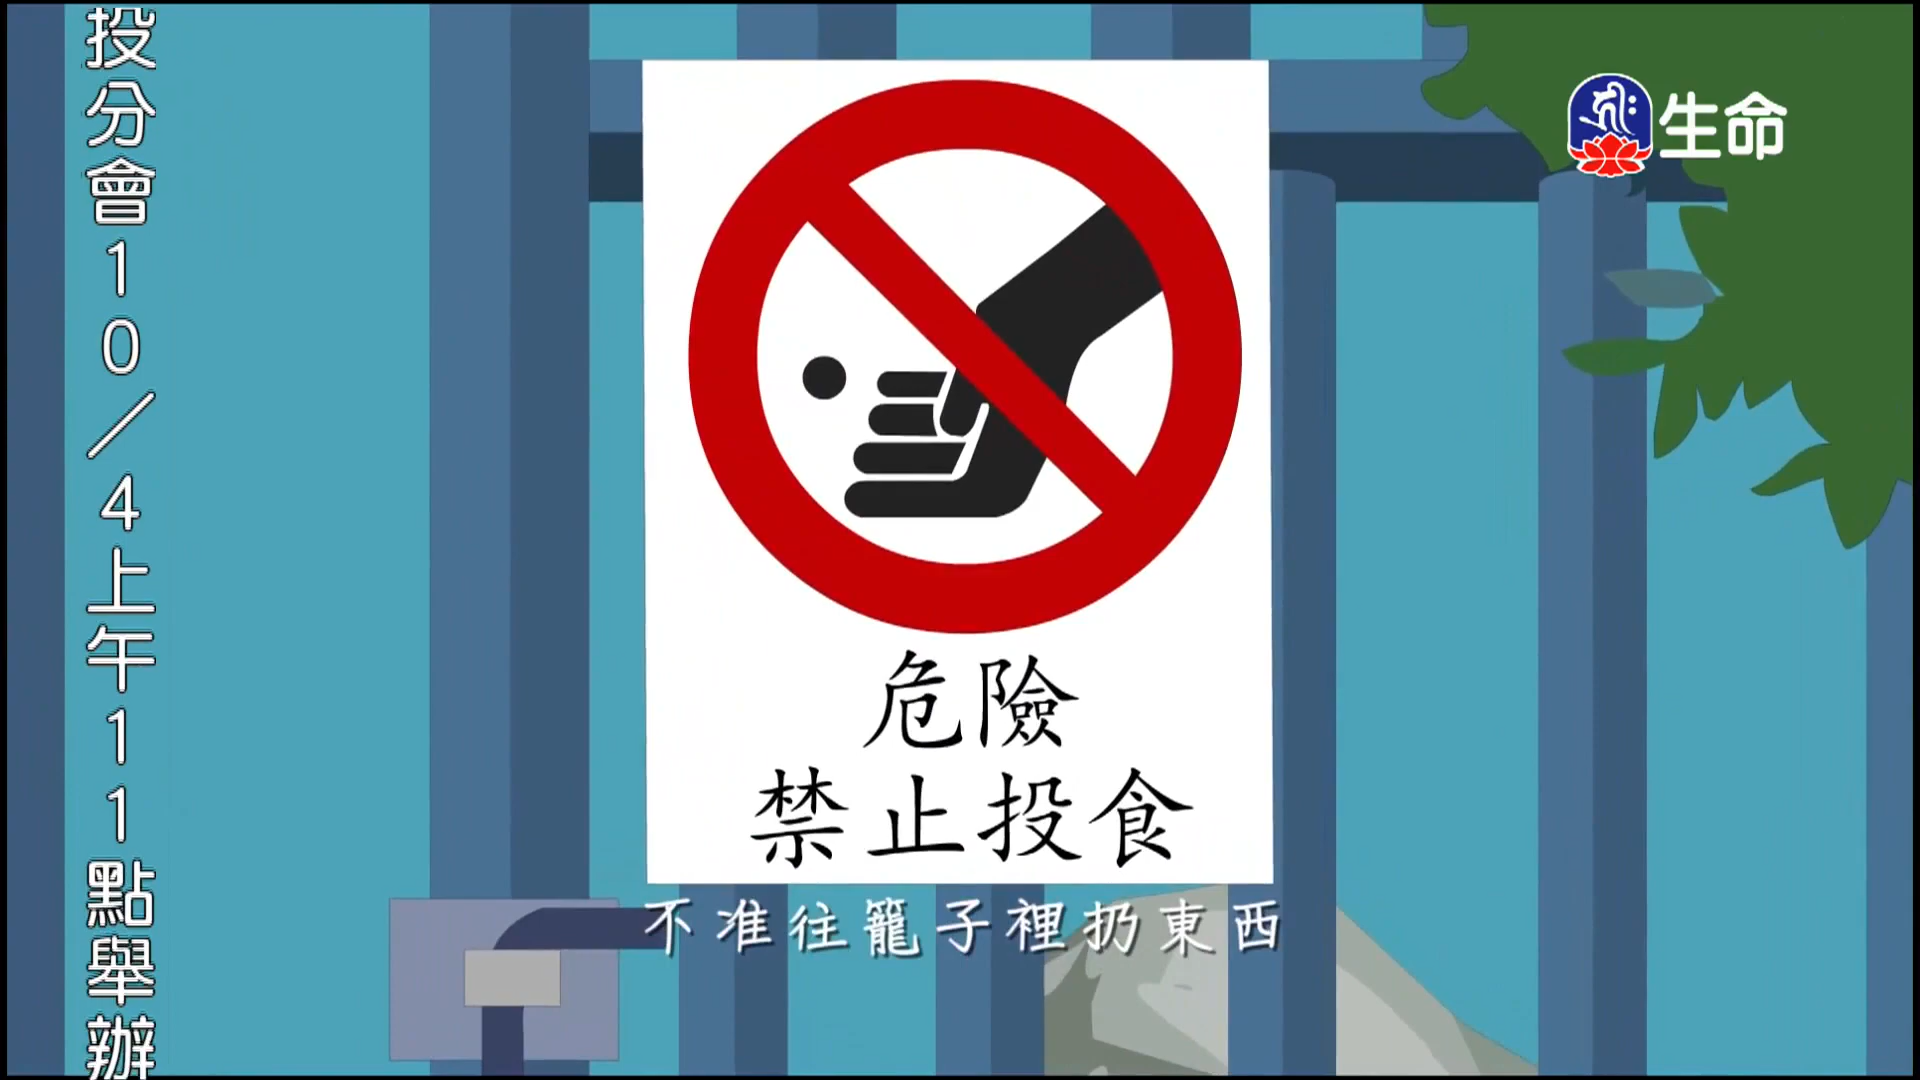 投分會10/4上午11點舉辦
生命
危險
禁止投食
不准往籠子裡扔東西